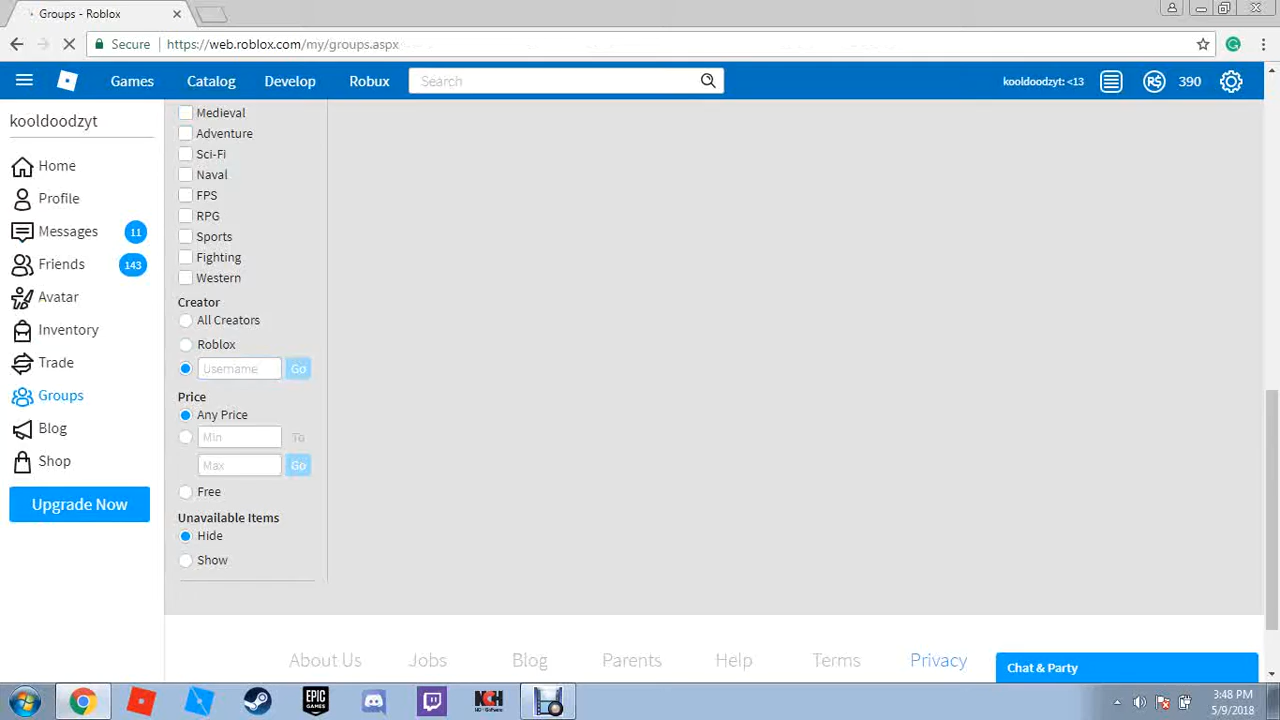 Groups - Roblox
Secure
https://web.roblox.com/my/groups.aspx
Games
Catalog
Develop
Robux
Search
kooldoodzyt: <13
R$
390
kooldoodzyt
Home
Profile
Messages
11
Friends
143
Avatar
Inventory
Trade
Groups
Blog
Shop
Upgrade Now
Medieval
Adventure
Sci-Fi
Naval
FPS
RPG
Sports
Fighting
Western
Creator
All Creators
Roblox
Username
Go
Price
Any Price
Min
To
Max
Go
Free
Unavailable Items
Hide
Show
About Us
Jobs
Blog
Parents
Help
Terms
Privacy
Chat & Party
EPIC
GAMES
NCH
3:48 PM
5/9/2018